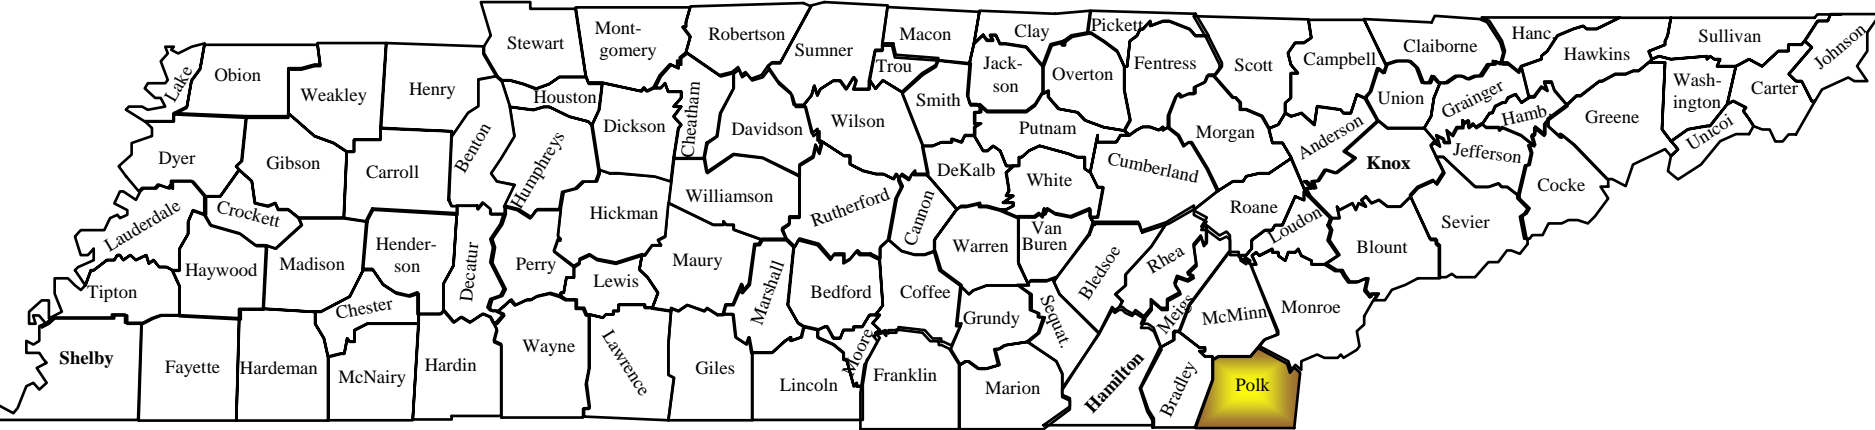 Stewart
Mont-
gomery
Robertson
Sumner
Macon
Trou
Clay
Pickett
Jack-
son
Overton
Fentress
Scott
Campbell
Claiborne
Hanc.
Hawkins
Sullivan
Johnson
Lake
Obion
Weakley
Henry
Houston
Dickson
Cheatham
Davidson
Wilson
Smith
Putnam
Morgan
Anderson
Union
Grainger
Hamb.
Greene
Wash-
ington
Carter
Unicoi
Dyer
Gibson
Carroll
Benton
Humphreys
Williamson
Rutherford
Cannon
DeKalb
White
Cumberland
Roane
Loudon
Knox
Jefferson
Cocke
Sevier
Blount
Lauderdale
Crockett
Haywood
Madison
Hender-
son
Decatur
Perry
Hickman
Lewis
Maury
Marshall
Bedford
Coffee
Warren
Van
Buren
Bledsoe
Rhea
Meigs
McMinn
Monroe
Tipton
Chester
Shelby
Fayette
Hardeman
McNairy
Hardin
Wayne
Lawrence
Giles
Lincoln
Moore
Franklin
Grundy
Sequat.
Marion
Hamilton
Bradley
Polk